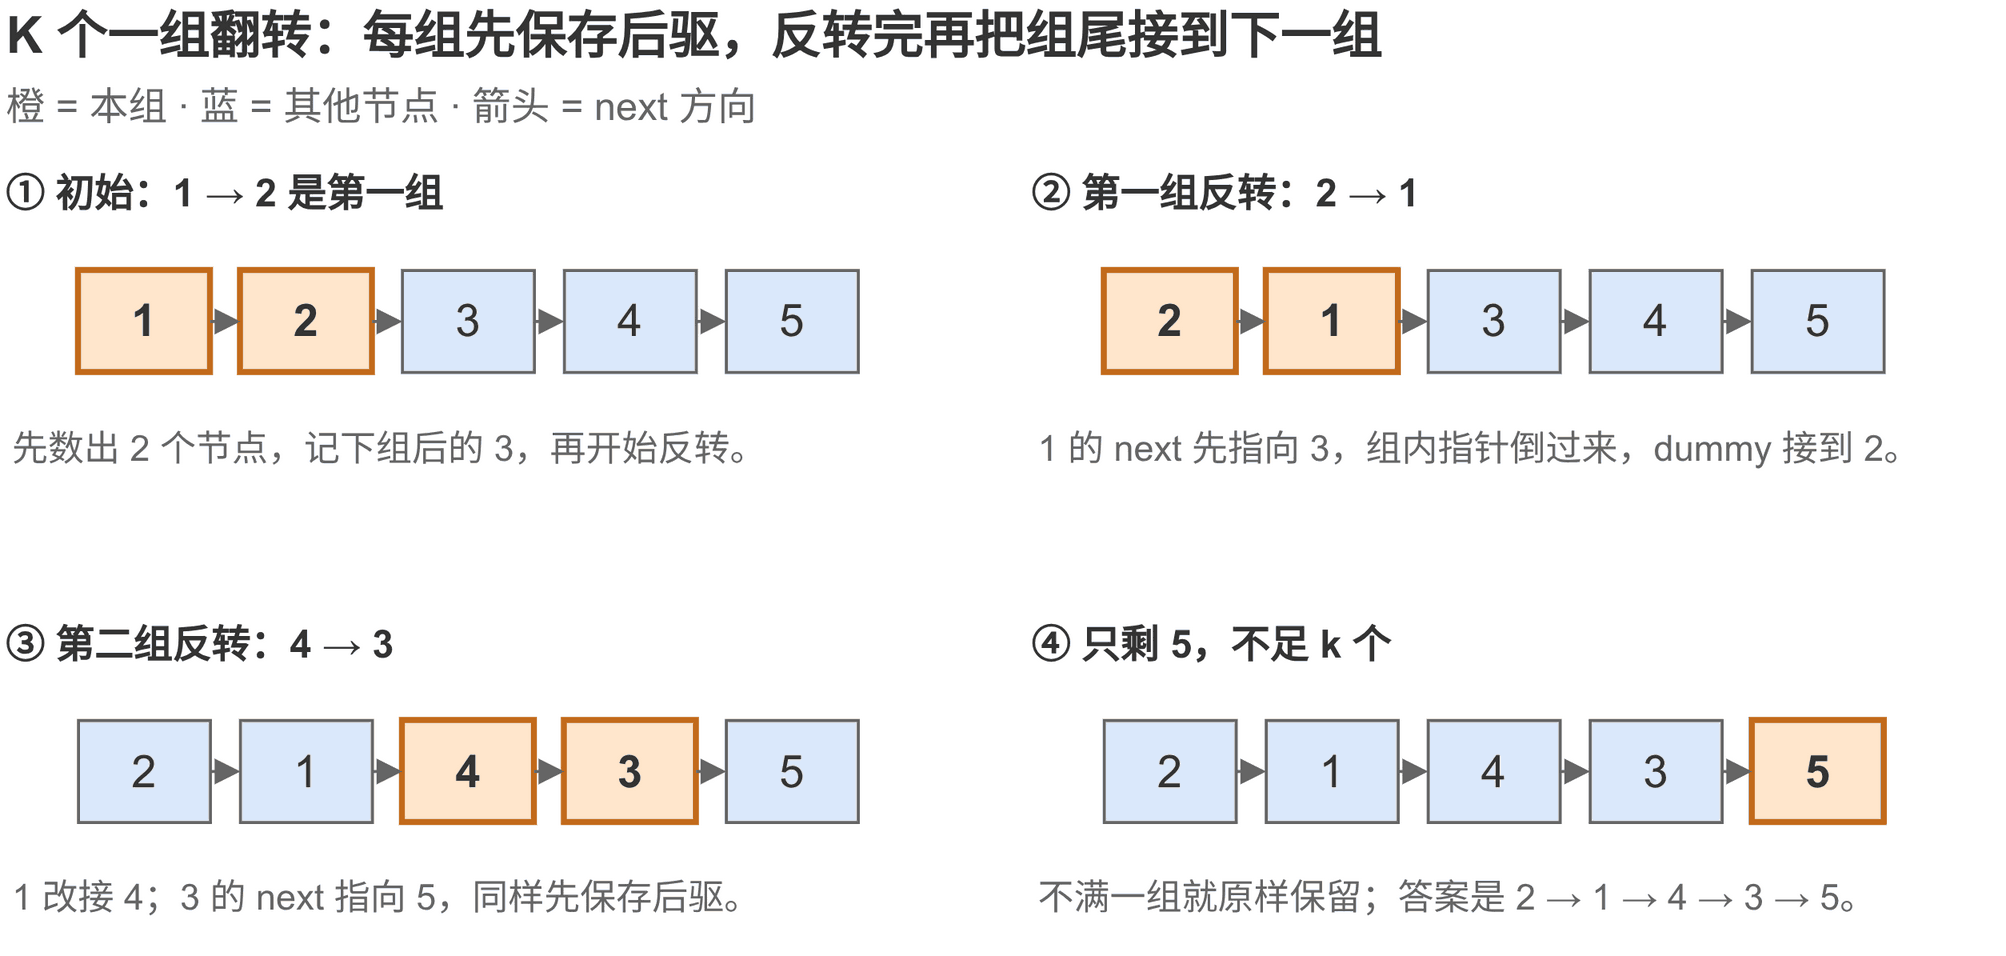 K 个一组翻转：每组先保存后驱，反转完再把组尾接到下一组
橙 = 本组 · 蓝 = 其他节点 · 箭头 = next 方向
① 初始：1 → 2 是第一组
1 2 3 4 5
先数出 2 个节点，记下组后的 3，再开始反转。
② 第一组反转：2 → 1
2 1 3 4 5
1 的 next 先指向 3，组内指针倒过来，dummy 接到 2。
③ 第二组反转：4 → 3
2 1 4 3 5
1 改接 4；3 的 next 指向 5，同样先保存后驱。
④ 只剩 5，不足 k 个
2 1 4 3 5
不满一组就原样保留；答案是 2 → 1 → 4 → 3 → 5。